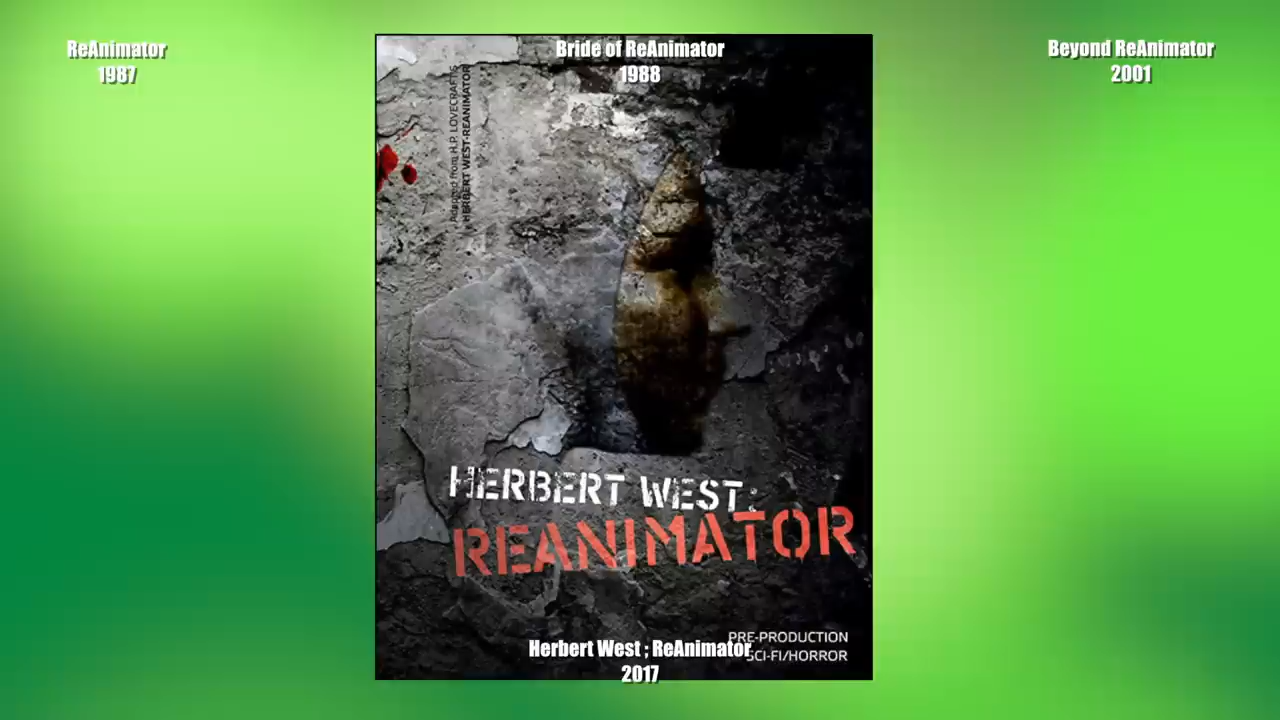 ReAnimator
1987
Bride of ReAnimator
1988
Beyond ReAnimator
2001
Adapted from H.P. LOVECRAFT'S
HERBERT WEST-REANIMATOR
HERBERT WEST:
REANIMATOR
PRE-PRODUCTION
SCI-FI/HORROR
Herbert West ; ReAnimator
2017